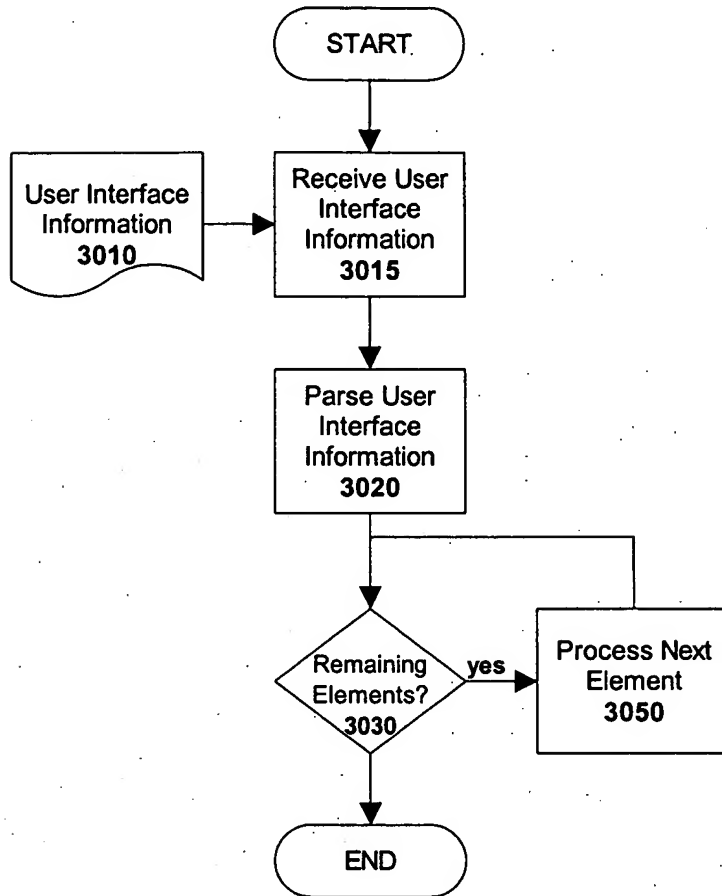 START
User Interface
Information
3010
Receive User
Interface
Information
3015
Parse User
Interface
Information
3020
Remaining
Elements?
3030
yes
Process Next
Element
3050
END